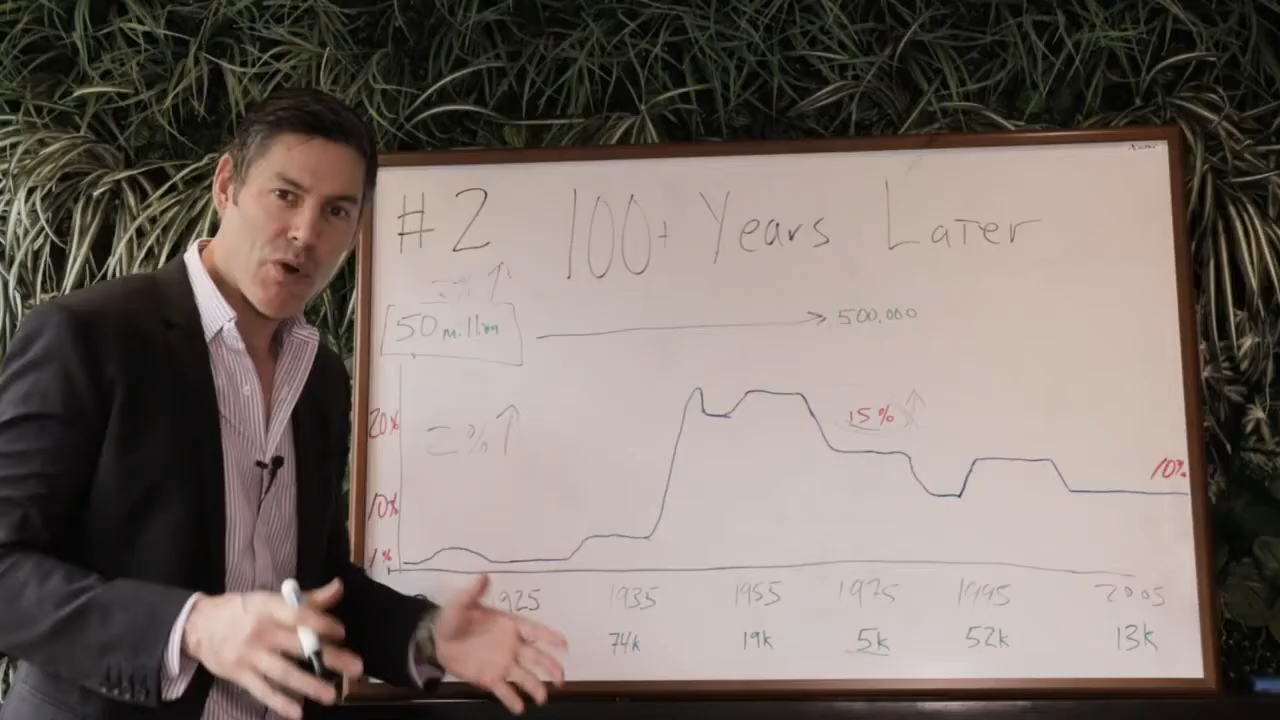 #2 100+ Years Later
50 million → 500,000
20%
15%
10%
10%
1%
1925 1935 1955 1975 1995 2005
74k 19k 5k 52k 13k